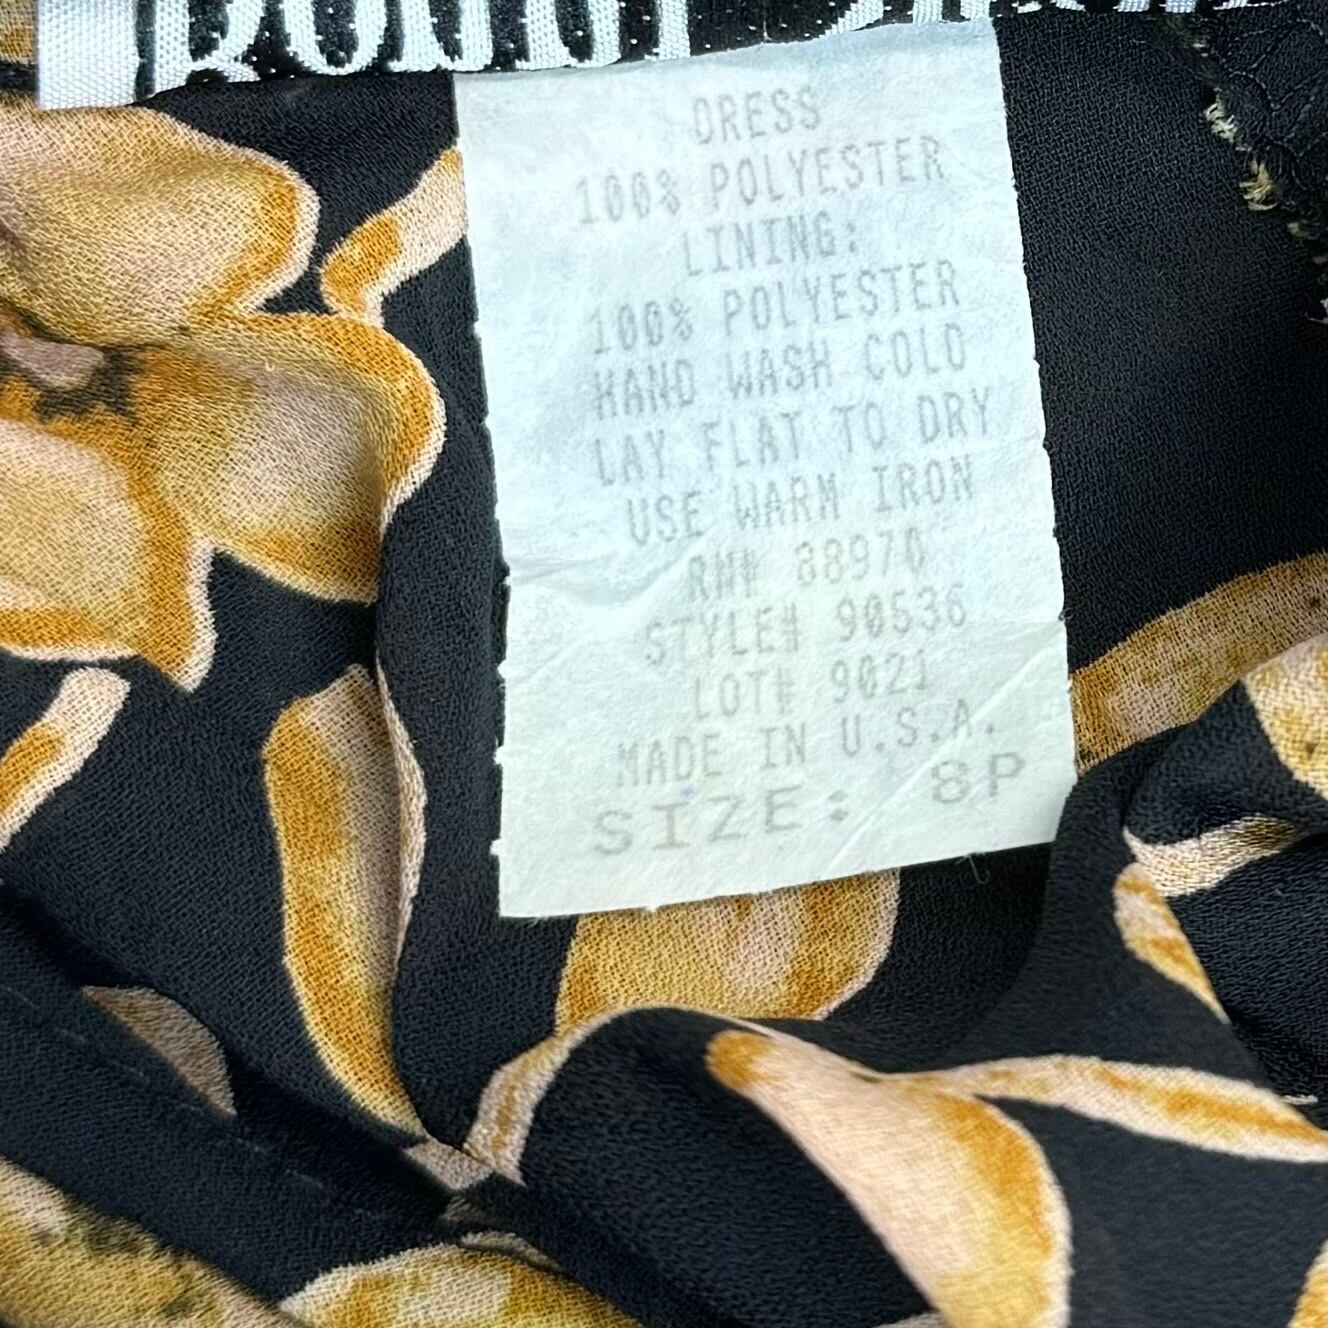 DRESS
100% POLYESTER
LINING:
100% POLYESTER
HAND WASH COLD
LAY FLAT TO DRY
USE WARM IRON
RN# 88970
STYLE# 90536
LOT# 9021
MADE IN U.S.A.
SIZE: 8P